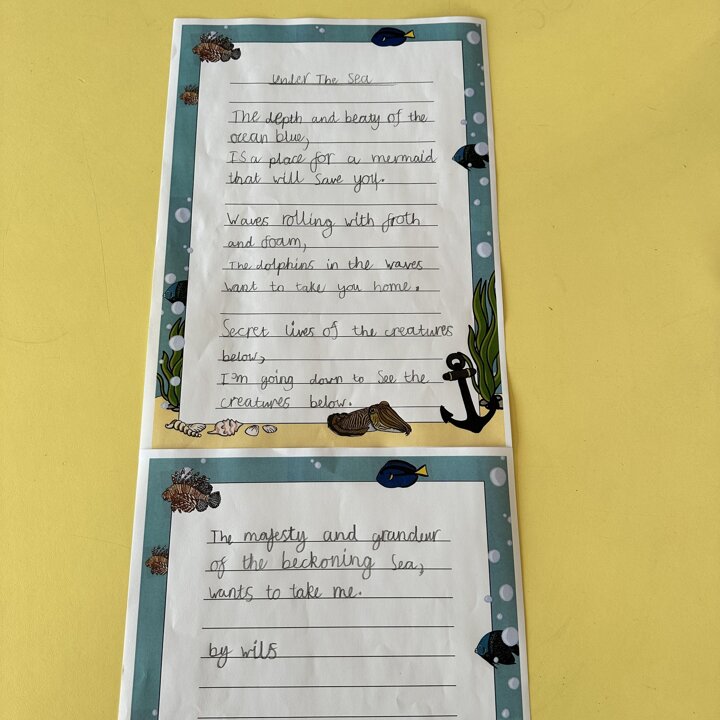 Under The Sea
The depth and beaty of the
ocean blue,
Is a place for a mermaid
that will Save you.
Waves rolling with froth
and foam,
The dolphins in the waves
want to take you home.
Secret lives of the creatures
below,
I'm going down to See the
creatures below.
The majesty and grandeur
of the beckoning Sea,
wants to take me.
by wils